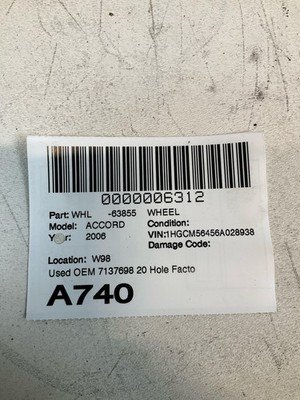 0000006312
Part: WHL -63855 WHEEL
Model: ACCORD Condition:
Year: 2006 VIN:1HGCM56456A028938
Damage Code:
Location: W98
Used OEM 7137698 20 Hole Facto
A740